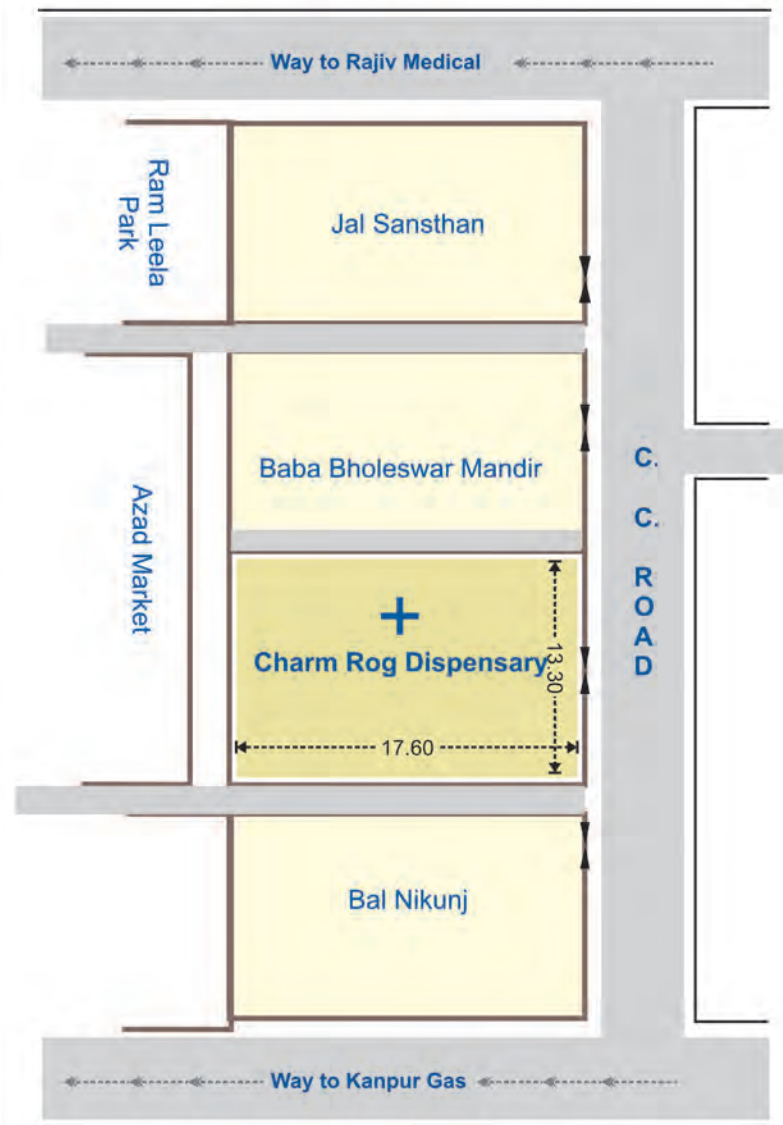 Way to Rajiv Medical
Ram Leela
Park
Jal Sansthan
Baba Bholeswar Mandir
C.
C.
ROAD
Azad Market
Charm Rog Dispensary
13.30
17.60
Bal Nikunj
Way to Kanpur Gas